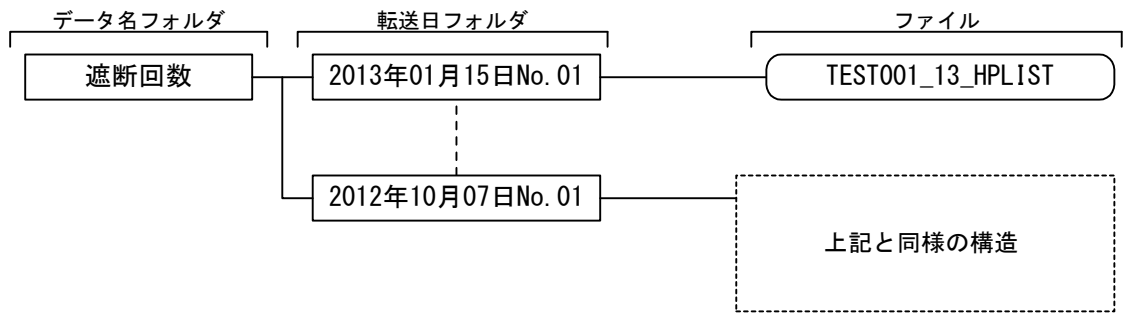 データ名フォルダ
転送日フォルダ
ファイル
遮断回数
2013年01月15日No.01
TEST001_13_HPLIST
2012年10月07日No.01
上記と同様の構造